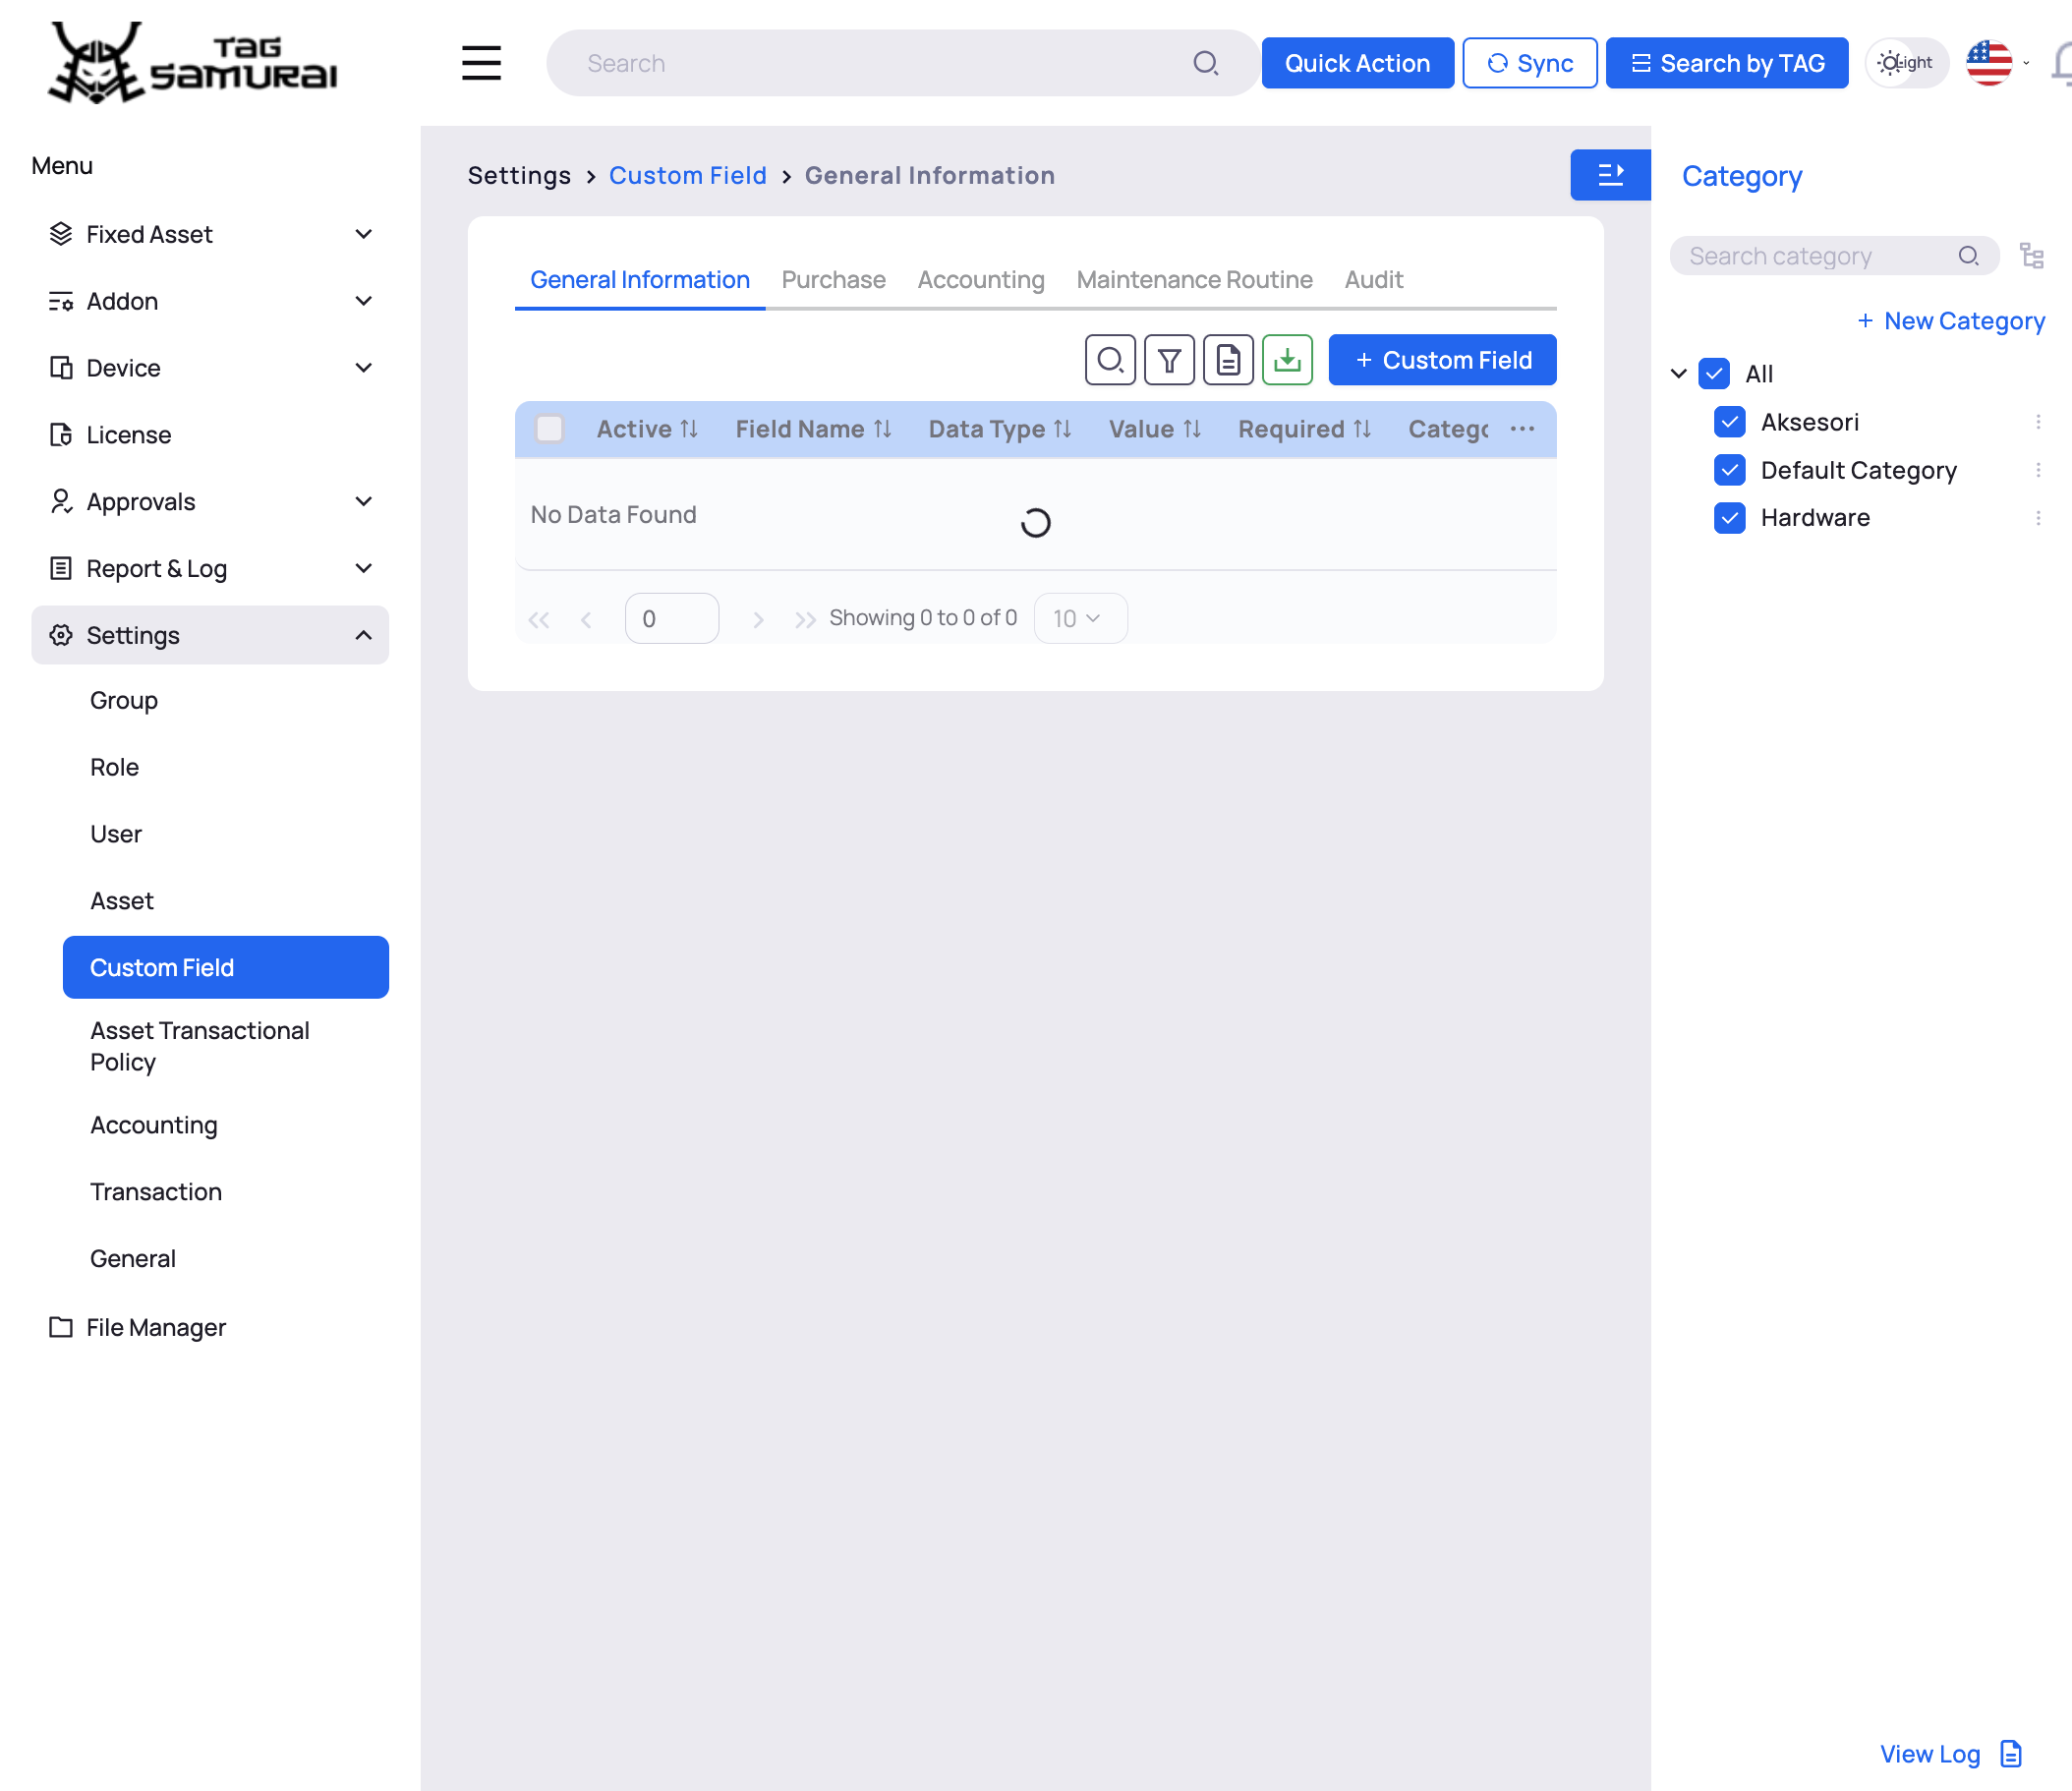 TAG SAMURAI
Search
Quick Action
Sync
Search by TAG
Light
Menu
Fixed Asset
Addon
Device
License
Approvals
Report & Log
Settings
Group
Role
User
Asset
Custom Field
Asset Transactional
Policy
Accounting
Transaction
General
File Manager
Settings > Custom Field > General Information
General Information Purchase Accounting Maintenance Routine Audit
+ Custom Field
Active Field Name Data Type Value Required Catego ...
No Data Found
0 Showing 0 to 0 of 0 10
Category
Search category
+ New Category
All
Aksesori
Default Category
Hardware
View Log